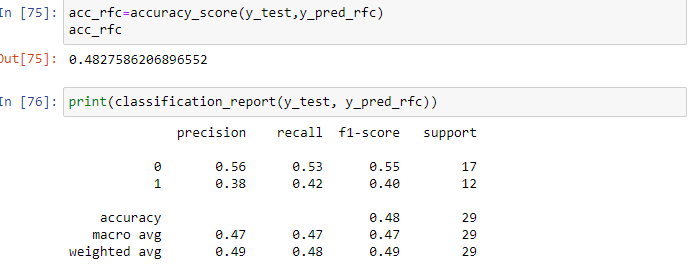 In [75]: acc_rfc=accuracy_score(y_test,y_pred_rfc)
acc_rfc
Out[75]: 0.4827586206896552
In [76]: print(classification_report(y_test, y_pred_rfc))
precision recall f1-score support
0 0.56 0.53 0.55 17
1 0.38 0.42 0.40 12
accuracy 0.48 29
macro avg 0.47 0.47 0.47 29
weighted avg 0.49 0.48 0.49 29